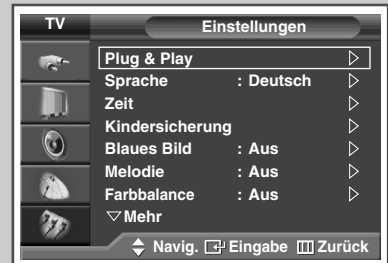 TV Einstellungen
Plug & Play
Sprache : Deutsch
Zeit
Kindersicherung
Blaues Bild : Aus
Melodie : Aus
Farbbalance : Aus
▽Mehr
Navig. Eingabe Zurück